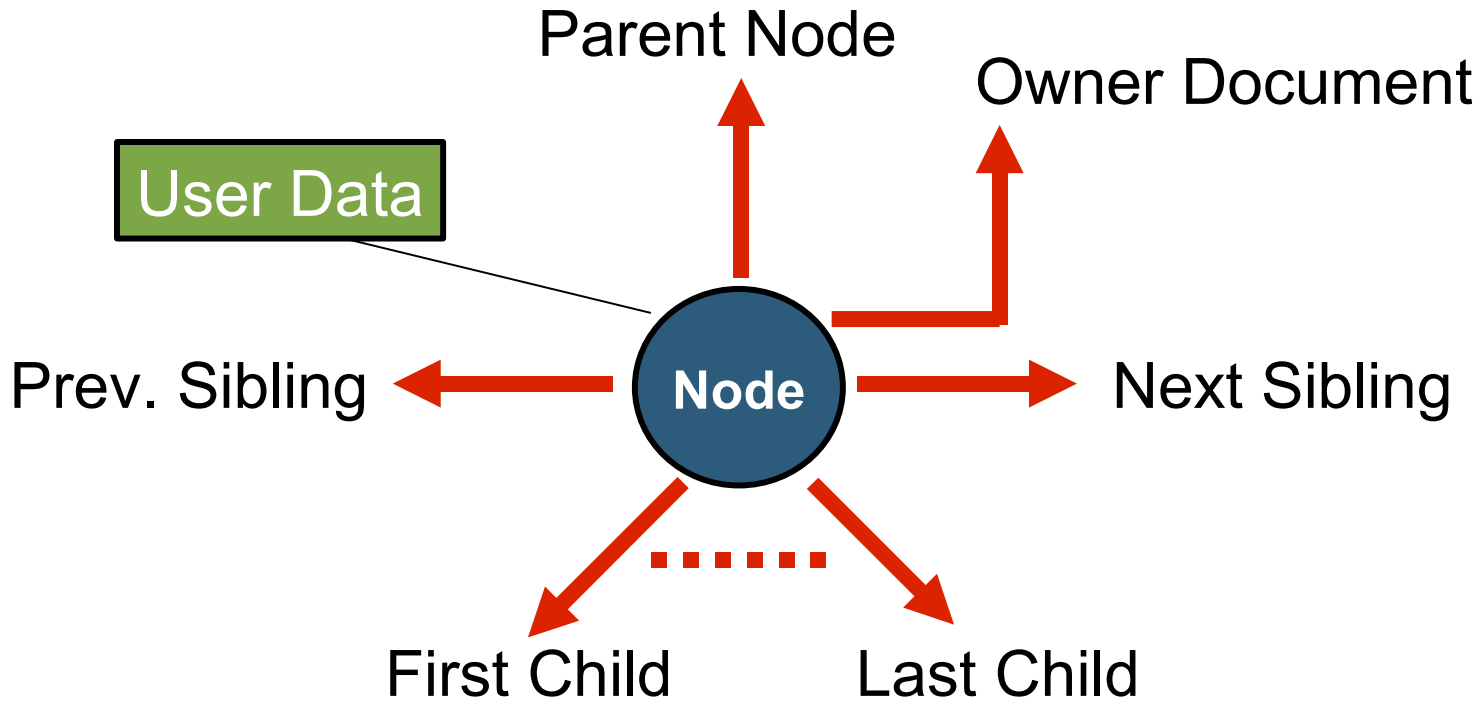 Parent Node
Owner Document
User Data
Prev. Sibling
Node
Next Sibling
First Child
Last Child